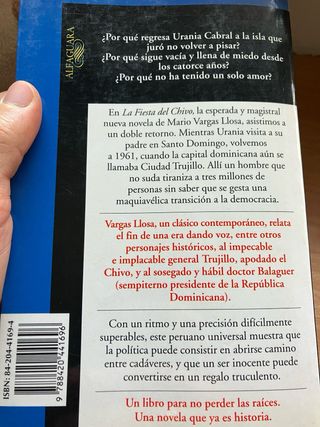 ALFAGUARA
¿Por qué regresa Urania Cabral a la isla que
juró no volver a pisar?
¿Por qué sigue vacía y llena de miedo desde
los catorce años?
¿Por qué no ha tenido un solo amor?
En La Fiesta del Chivo, la esperada y magistral
nueva novela de Mario Vargas Llosa, asistimos a
un doble retorno. Mientras Urania visita a su
padre en Santo Domingo, volvemos
a 1961, cuando la capital dominicana aún se
llamaba Ciudad Trujillo. Allí un hombre que
no suda tiraniza a tres millones de
personas sin saber que se gesta una
maquiavélica transición a la democracia.
Vargas Llosa, un clásico contemporáneo, relata
el fin de una era dando voz, entre otros
personajes históricos, al impecable
e implacable general Trujillo, apodado el
Chivo, y al sosegado y hábil doctor Balaguer
(sempiterno presidente de la República
Dominicana).
Con un ritmo y una precisión difícilmente
superables, este peruano universal muestra que
la política puede consistir en abrirse camino
entre cadáveres, y que un ser inocente puede
convertirse en un regalo truculento.
Un libro para no perder las raíces.
Una novela que ya es historia.
ISBN: 84-204-4169-4
9 788420 441696